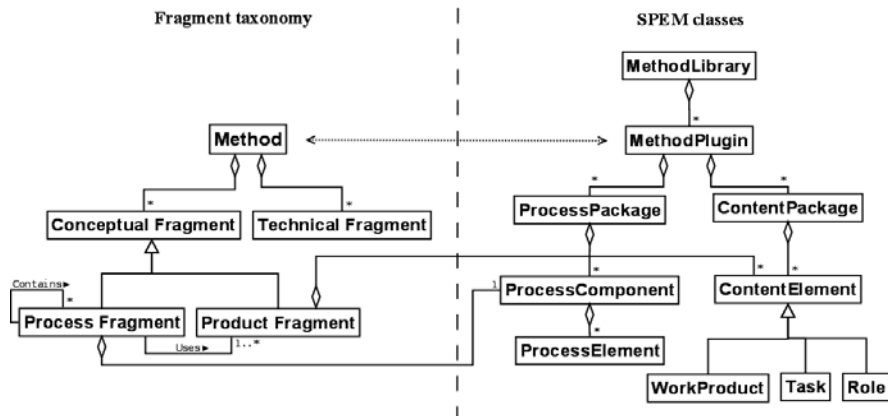 Fragment taxonomy
SPEM classes
MethodLibrary
*
Method
MethodPlugin
*
*
*
*
Conceptual Fragment
Technical Fragment
ProcessPackage
ContentPackage
Contains►
*
*
*
*
1
Process Fragment
Product Fragment
ProcessComponent
ContentElement
Uses►
1..*
*
ProcessElement
WorkProduct
Task
Role